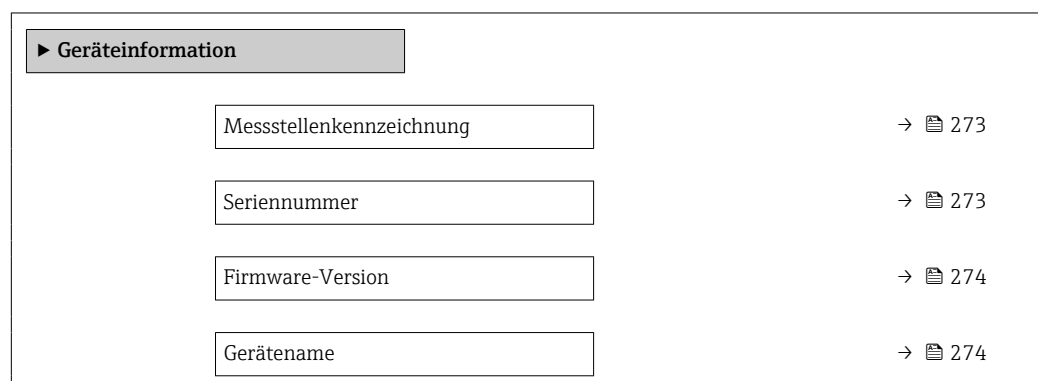 ▶ Geräteinformation
Messstellenkennzeichnung → 273
Seriennummer → 273
Firmware-Version → 274
Gerätename → 274